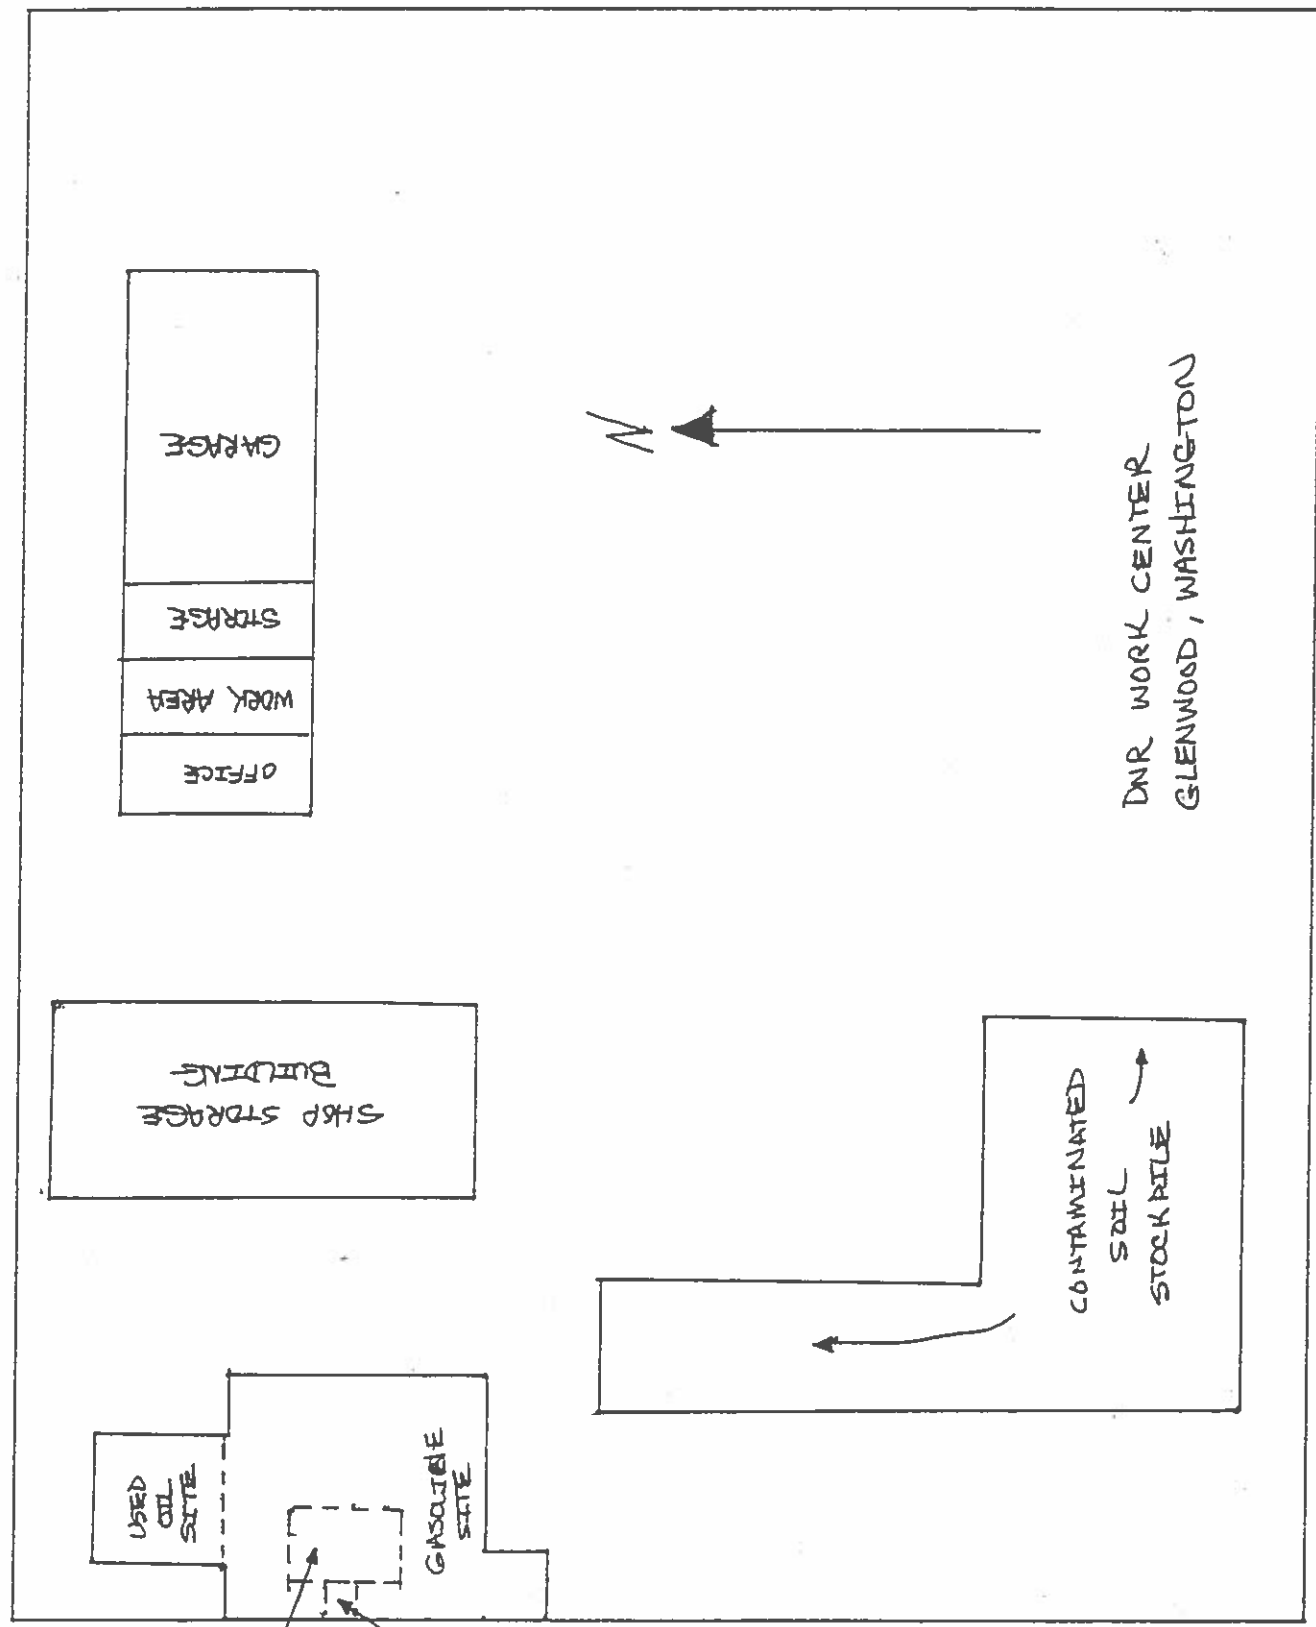 GARAGE
STORAGE
WORK AREA
OFFICE
SHOP STORAGE
BUILDING
USED
OIL
SITE
GASOLINE
SITE
CONTAMINATED
SOIL
STOCKPILE
N
DNR WORK CENTER
GLENWOOD, WASHINGTON